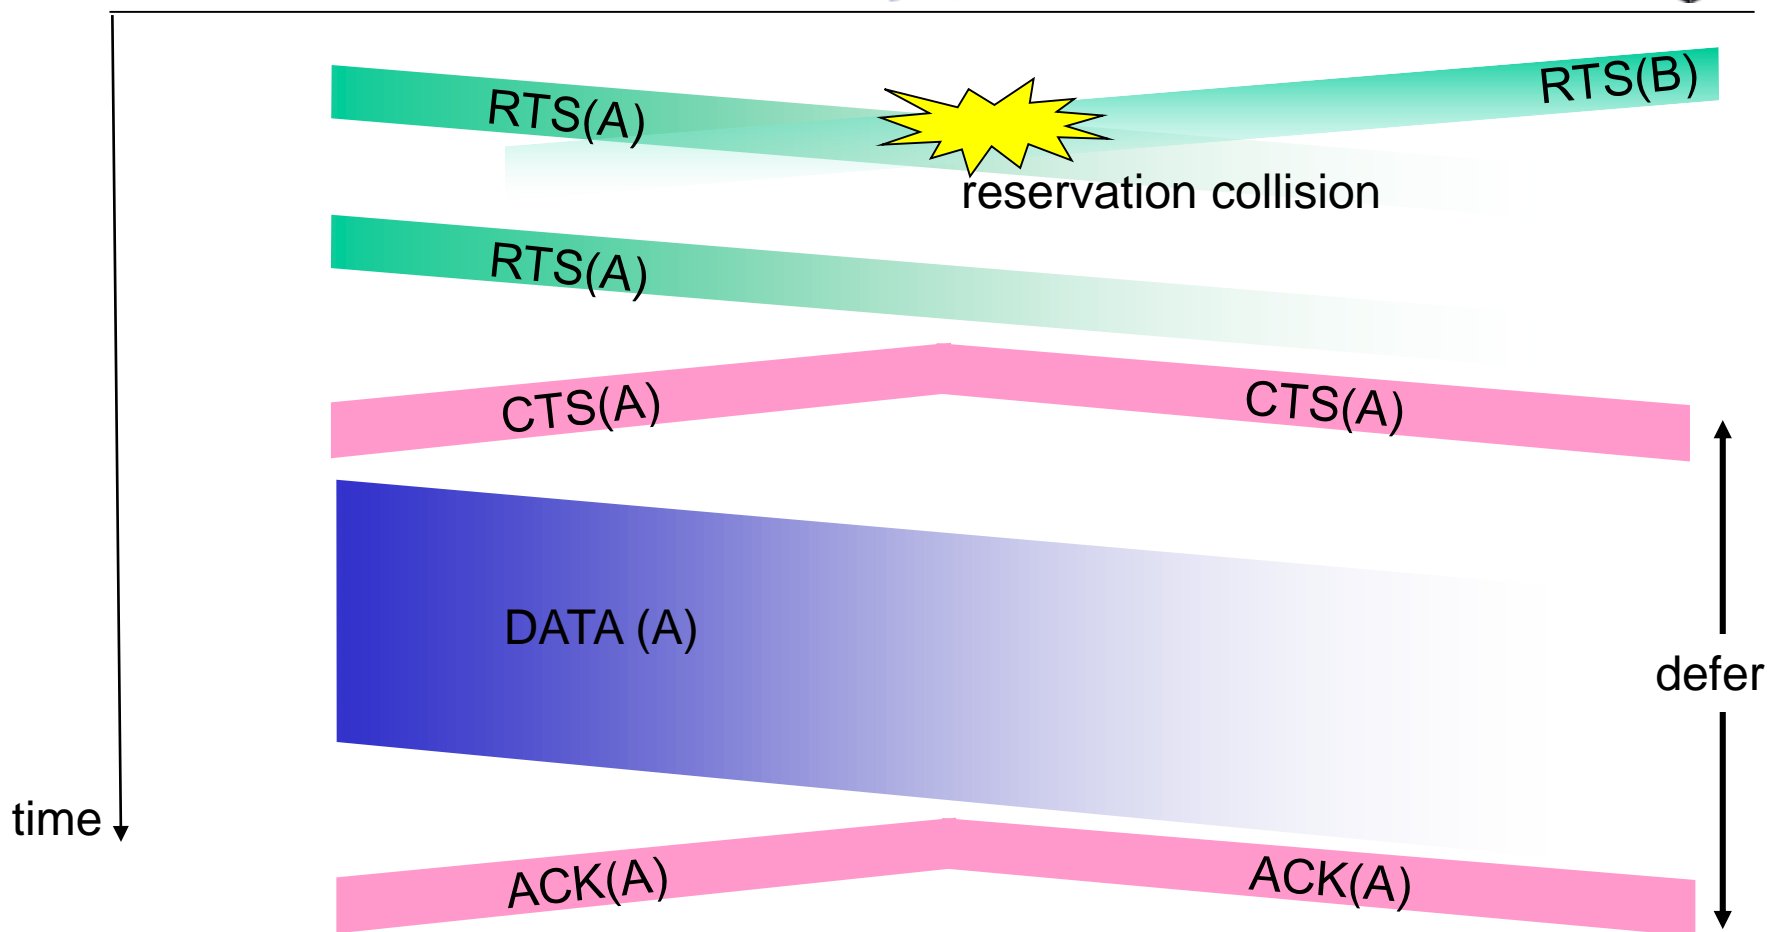 RTS(A)
RTS(B)
reservation collision
RTS(A)
CTS(A)
CTS(A)
DATA (A)
defer
time
ACK(A)
ACK(A)